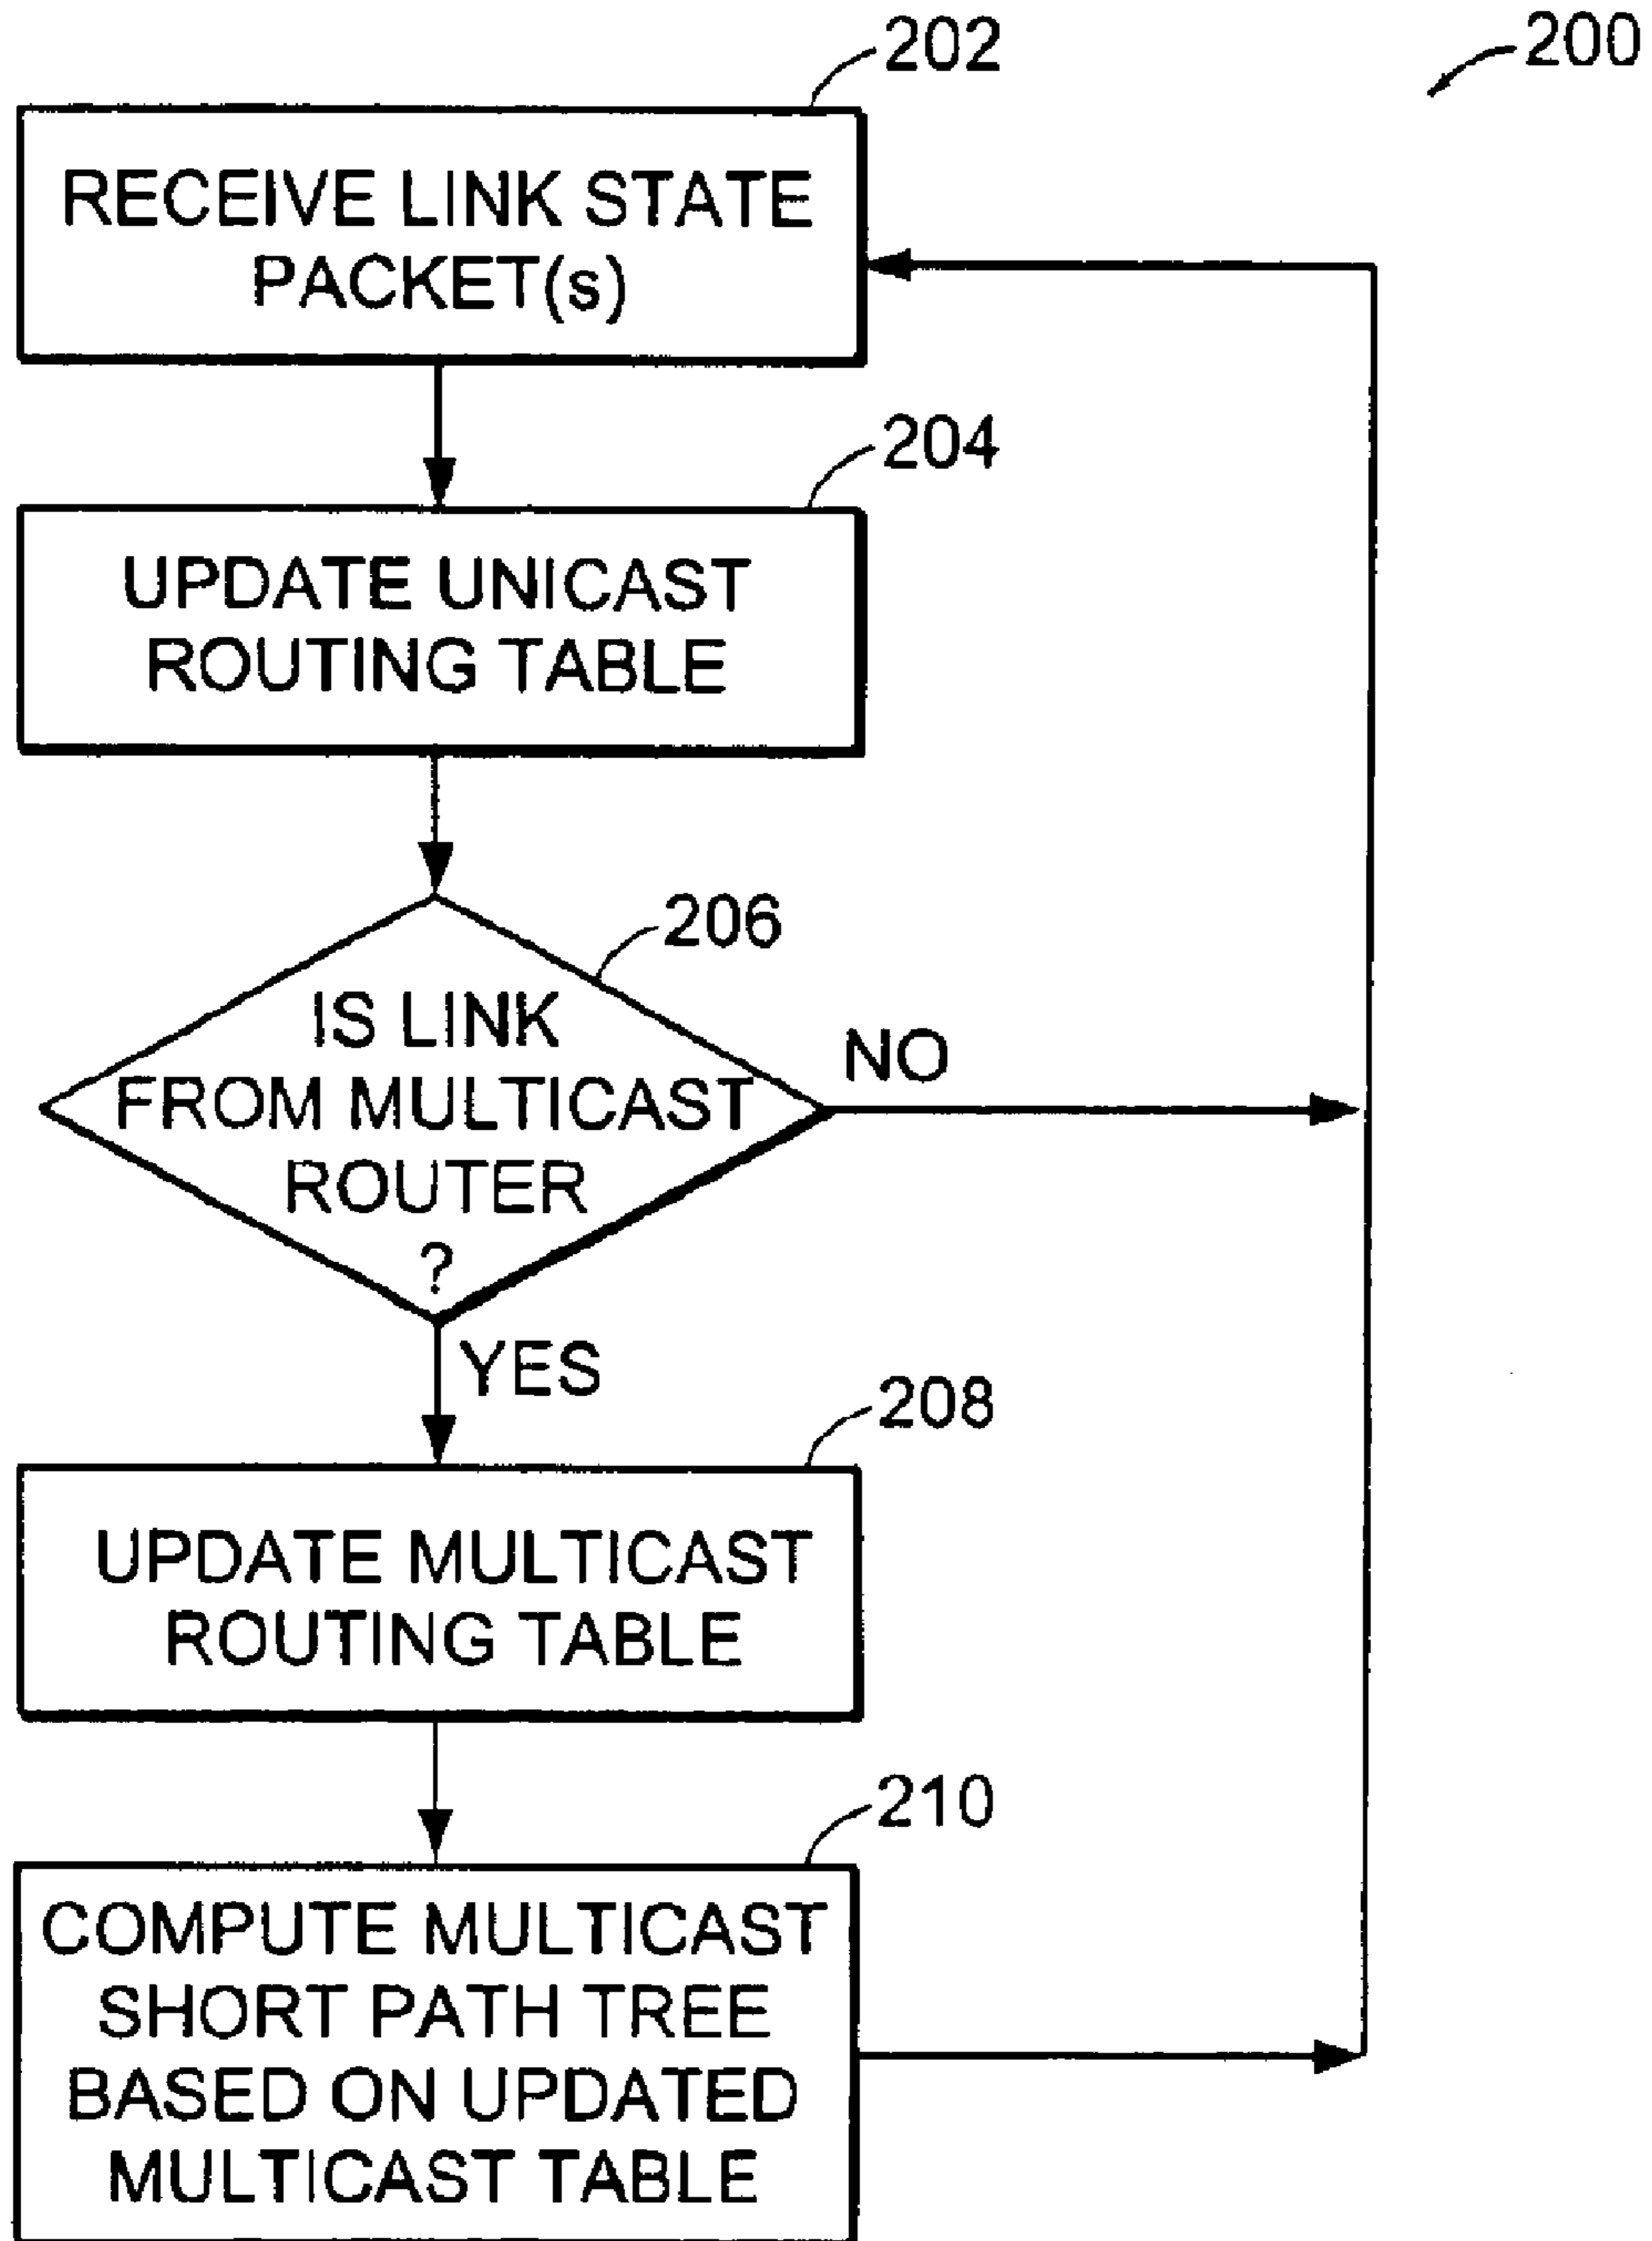 202
200
RECEIVE LINK STATE
PACKET(s)
204
UPDATE UNICAST
ROUTING TABLE
206
IS LINK
FROM MULTICAST
ROUTER
?
NO
YES
208
UPDATE MULTICAST
ROUTING TABLE
210
COMPUTE MULTICAST
SHORT PATH TREE
BASED ON UPDATED
MULTICAST TABLE